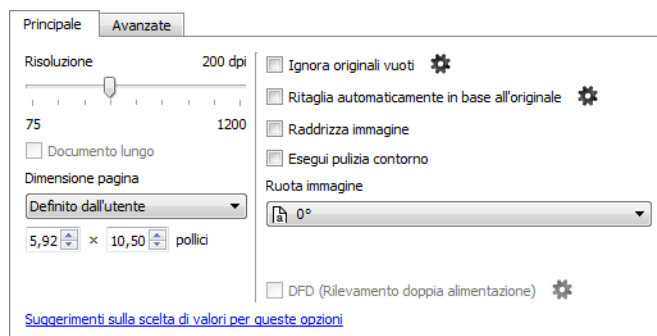 Principale
Avanzate
Risoluzione 200 dpi
75 1200
Documento lungo
Dimensione pagina
Definito dall'utente
5,92 × 10,50 pollici
Ignora originali vuoti
Ritaglia automaticamente in base all'originale
Raddrizza immagine
Esegui pulizia contorno
Ruota immagine
a 0°
DFD (Rilevamento doppia alimentazione)
Suggerimenti sulla scelta di valori per queste opzioni